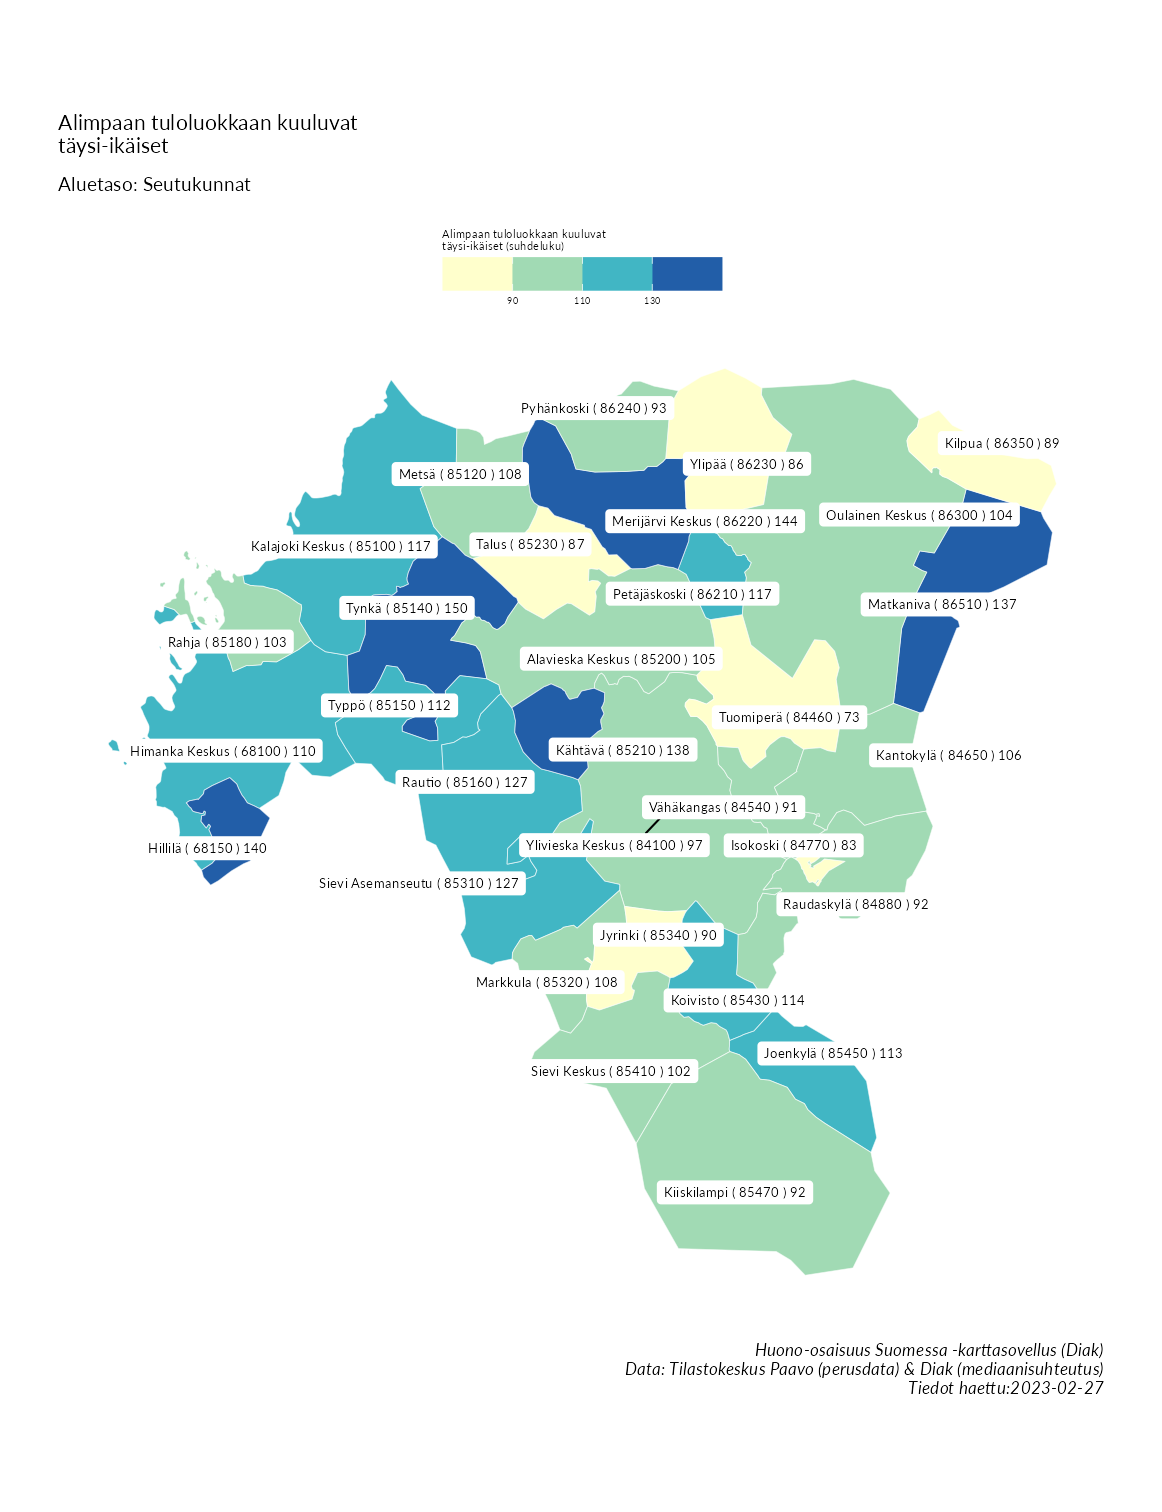 Alimpaan tuloluokkaan kuuluvat
täysi-ikäiset
Aluetaso: Seutukunnat
Alimpaan tuloluokkaan kuuluvat
täysi-ikäiset (suhdeluku)
90 110 130
Pyhänkoski ( 86240 ) 93
Kilpua ( 86350 ) 89
Ylipää ( 86230 ) 86
Metsä ( 85120 ) 108
Oulainen Keskus ( 86300 ) 104
Merijärvi Keskus ( 86220 ) 144
Talus ( 85230 ) 87
Kalajoki Keskus ( 85100 ) 117
Petäjäskoski ( 86210 ) 117
Matkaniva ( 86510 ) 137
Tynkä ( 85140 ) 150
Rahja ( 85180 ) 103
Alavieska Keskus ( 85200 ) 105
Typpö ( 85150 ) 112
Tuomiperä ( 84460 ) 73
Himanka Keskus ( 68100 ) 110
Kähtävä ( 85210 ) 138
Kantokylä ( 84650 ) 106
Rautio ( 85160 ) 127
Vähäkangas ( 84540 ) 91
Hillilä ( 68150 ) 140
Ylivieska Keskus ( 84100 ) 97
Isokoski ( 84770 ) 83
Sievi Asemanseutu ( 85310 ) 127
Raudaskylä ( 84880 ) 92
Jyrinki ( 85340 ) 90
Markkula ( 85320 ) 108
Koivisto ( 85430 ) 114
Joenkylä ( 85450 ) 113
Sievi Keskus ( 85410 ) 102
Kiiskilampi ( 85470 ) 92
Huono-osaisuus Suomessa -karttasovellus (Diak)
Data: Tilastokeskus Paavo (perusdata) & Diak (mediaanisuhteutus)
Tiedot haettu:2023-02-27